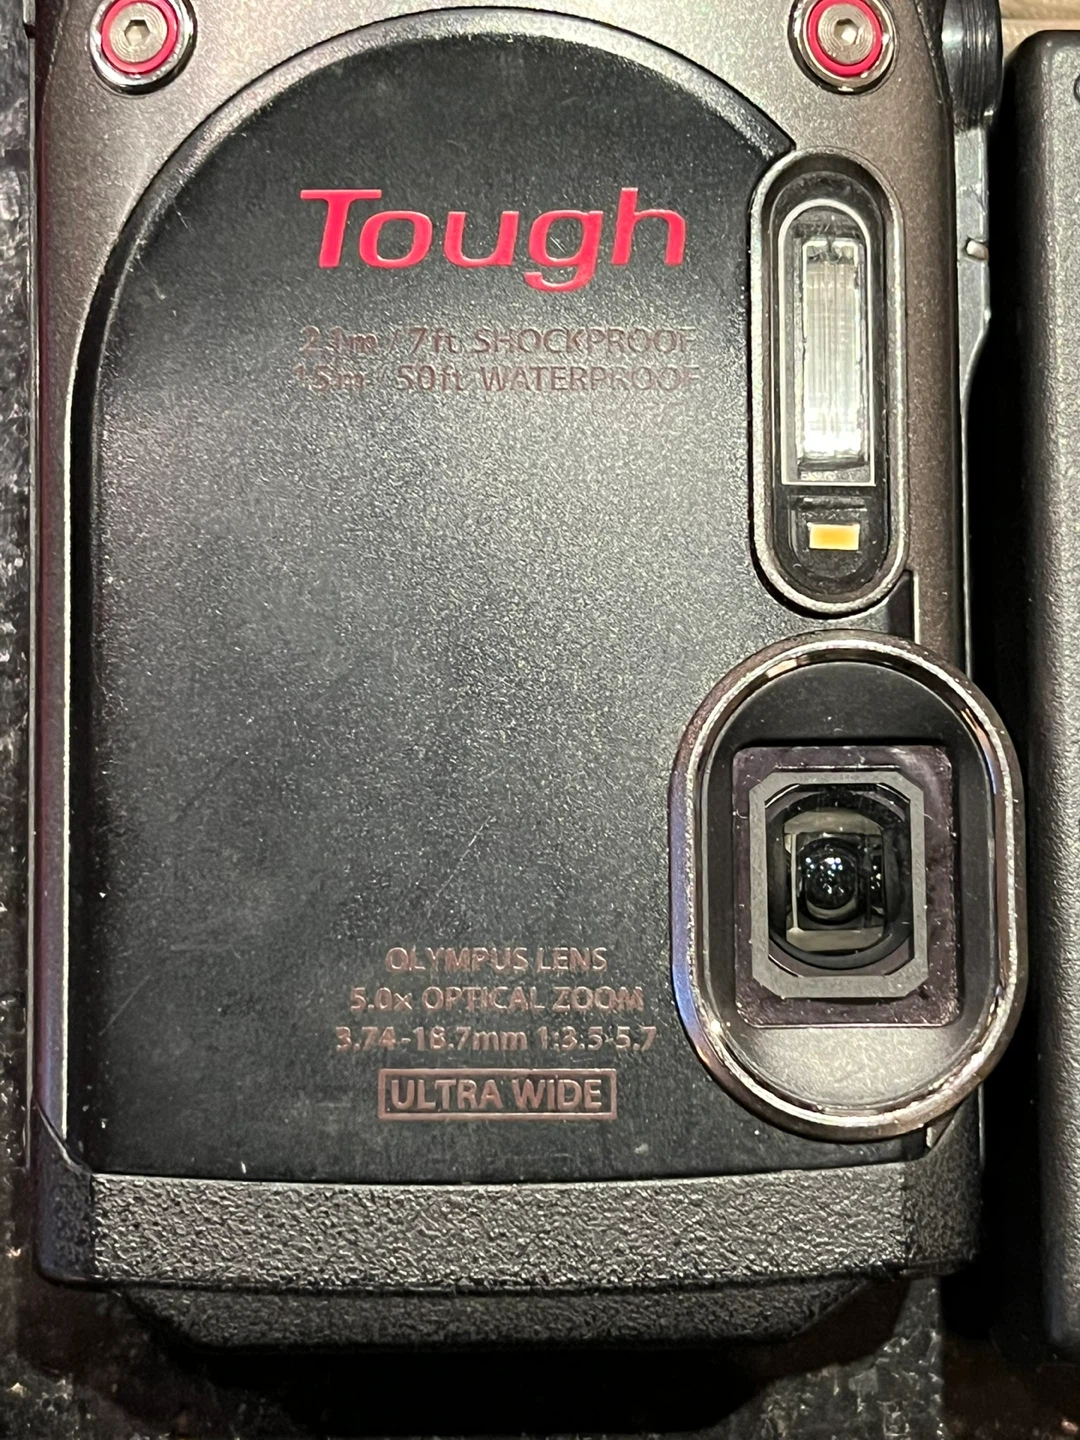 Tough
2.1m / 7ft SHOCKPROOF
15m / 50ft WATERPROOF
OLYMPUS LENS
5.0x OPTICAL ZOOM
3.74-18.7mm 1:3.5-5.7
ULTRA WIDE